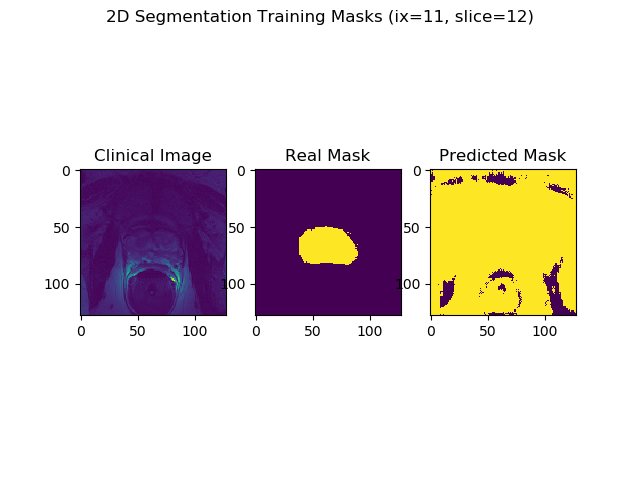 2D Segmentation Training Masks (ix=11, slice=12)
Clinical Image Real Mask Predicted Mask
0 0 0
50 50 50
100 100 100
0 50 100 0 50 100 0 50 100